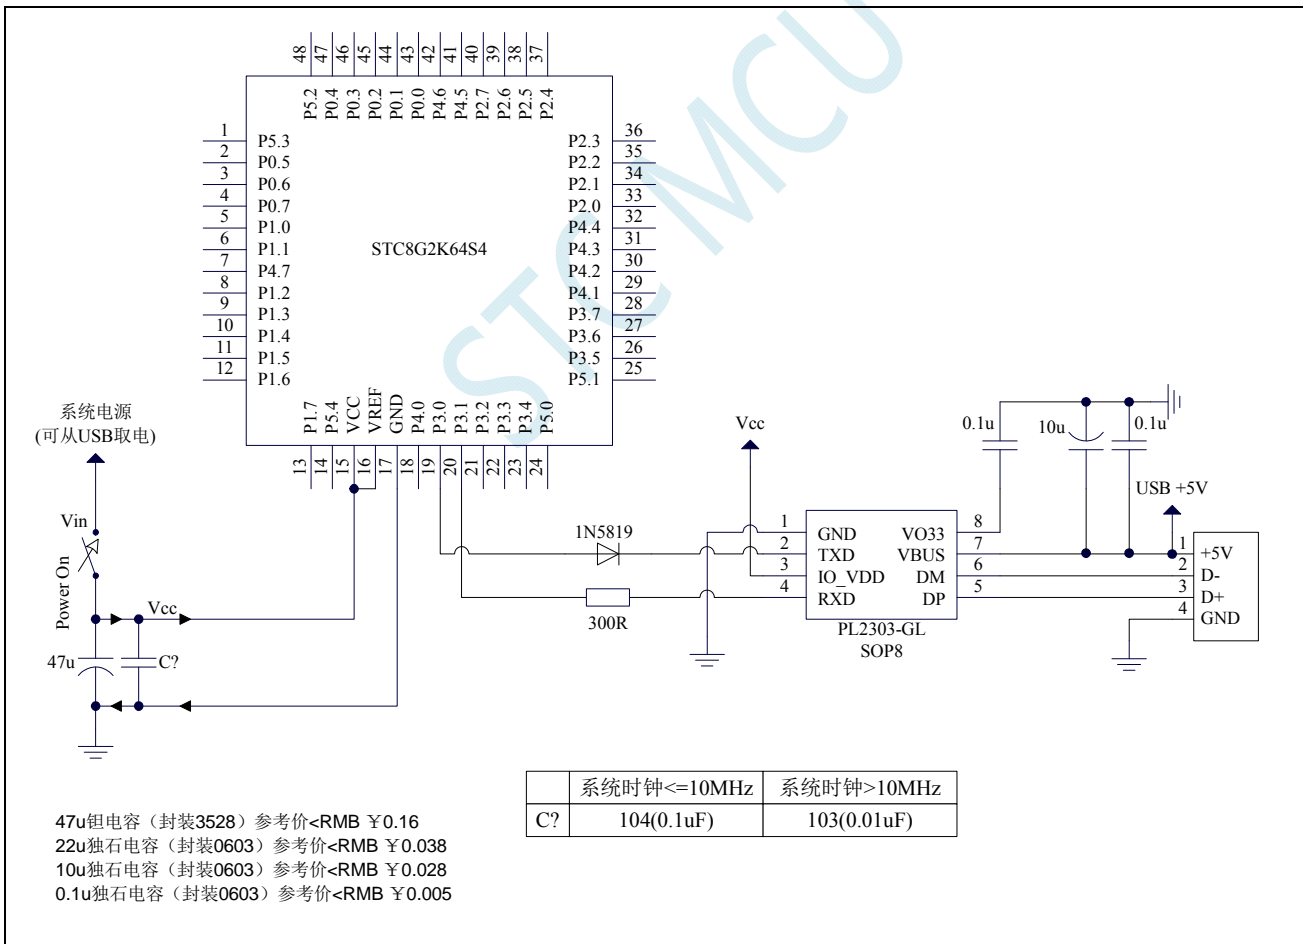 48 47 46 45 44 43 42 41 40 39 38 37
P5.2 P0.4 P0.3 P0.2 P0.1 P0.0 P4.6 P4.5 P2.7 P2.6 P2.5 P2.4
1 P5.3
2 P0.5
3 P0.6
4 P0.7
5 P1.0
6 P1.1
7 P4.7
8 P1.2
9 P1.3
10 P1.4
11 P1.5
12 P1.6
STC8G2K64S4
P2.3 36
P2.2 35
P2.1 34
P2.0 33
P4.4 32
P4.3 31
P4.2 30
P4.1 29
P3.7 28
P3.6 27
P3.5 26
P5.1 25
P1.7 P5.4 VCC VREF GND P4.0 P3.0 P3.1 P3.2 P3.3 P3.4 P5.0
13 14 15 16 17 18 19 20 21 22 23 24
STC MCU
系统电源
(可从USB取电)
Vin
Power On
Vcc
47u
C?
1N5819
300R
Vcc
1 GND
2 TXD
3 IO_VDD
4 RXD
VO33 8
VBUS 7
DM 6
DP 5
PL2303-GL
SOP8
0.1u
10u
0.1u
USB +5V
1 +5V
2 D-
3 D+
4 GND
系统时钟<=10MHz 系统时钟>10MHz
C? 104(0.1uF) 103(0.01uF)
47u钽电容（封装3528）参考价<RMB ￥0.16
22u独石电容（封装0603）参考价<RMB ￥0.038
10u独石电容（封装0603）参考价<RMB ￥0.028
0.1u独石电容（封装0603）参考价<RMB ￥0.005